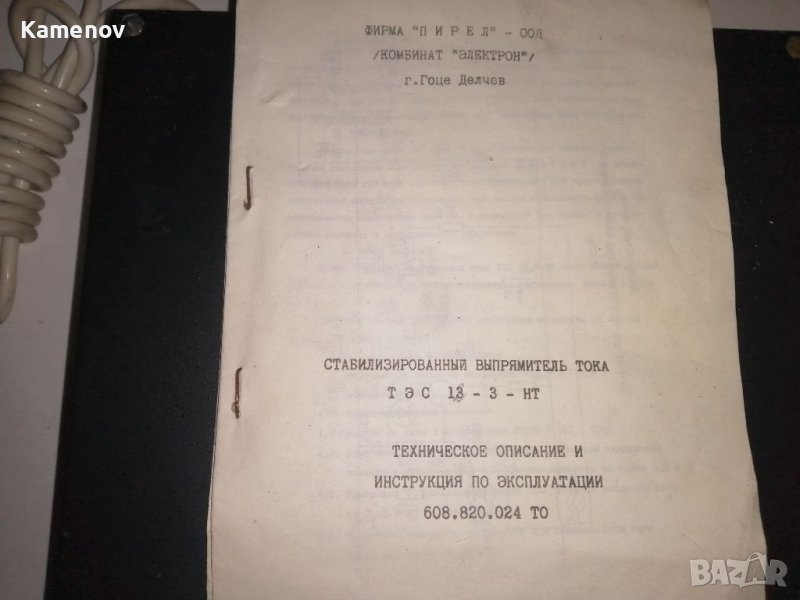 Kamenov
ФИРМА "П И Р Е Л" - ООД
/КОМБИНАТ "ЭЛЕКТРОН"/
г.Гоце Делчев
СТАБИЛИЗИРОВАННЫЙ ВЫПРЯМИТЕЛЬ ТОКА
Т Э С 13 - 3 - НТ
ТЕХНИЧЕСКОЕ ОПИСАНИЕ И
ИНСТРУКЦИЯ ПО ЭКСПЛУАТАЦИИ
608.820.024 ТО
BAZAR